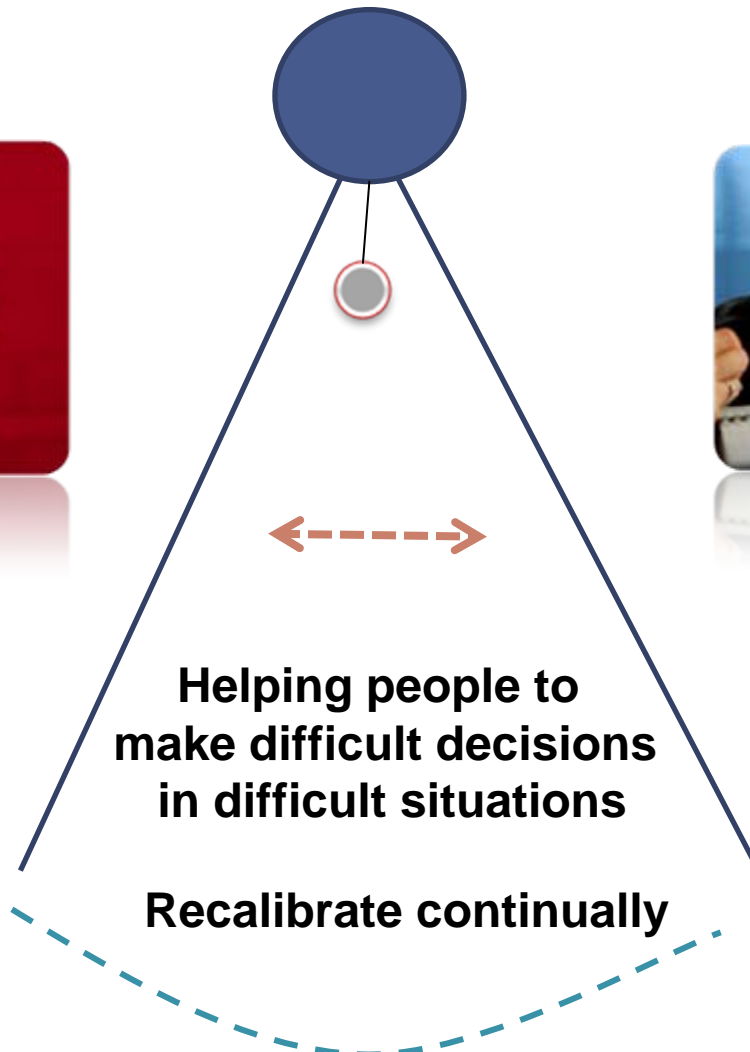 Helping people to
make difficult decisions
in difficult situations
Recalibrate continually